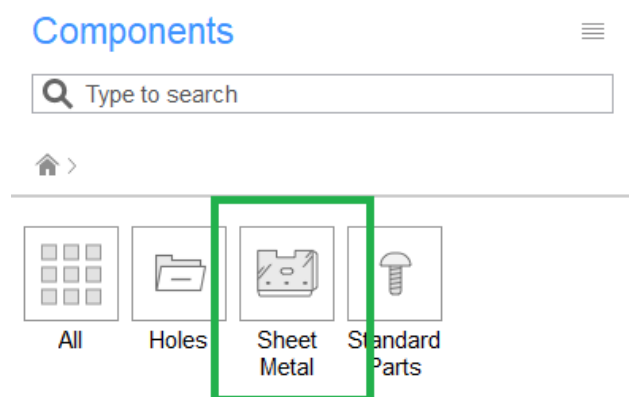 Components
Type to search
All
Holes
Sheet
Metal
Standard
Parts